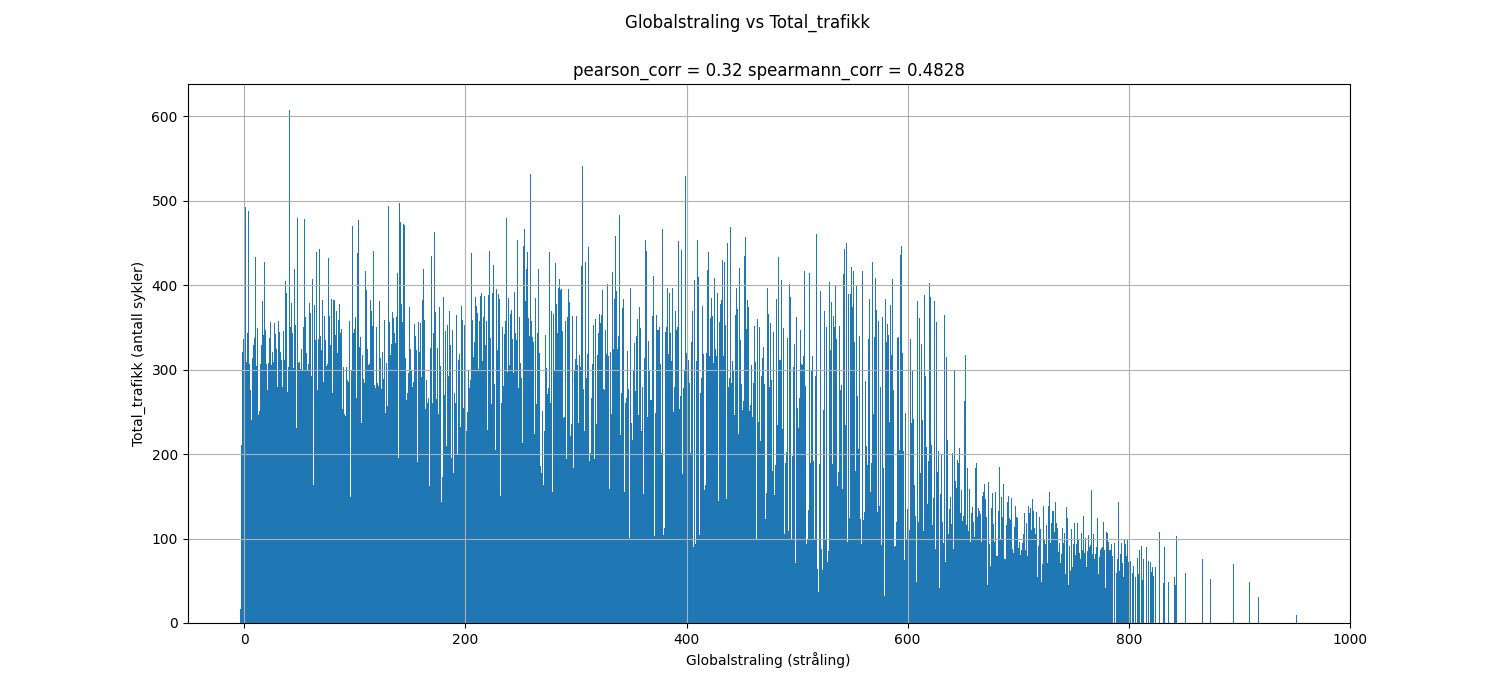 Globalstraling vs Total_trafikk
pearson_corr = 0.32 spearmann_corr = 0.4828
600
500
400
300
200
100
0
Total_trafikk (antall sykler)
0 200 400 600 800 1000
Globalstraling (stråling)